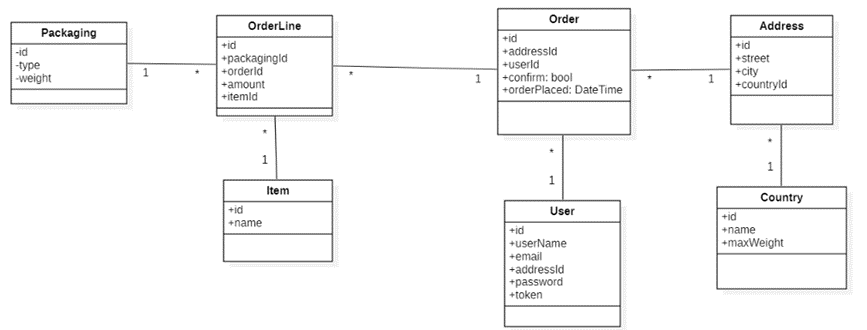 Packaging
-id
-type
-weight
1
*
OrderLine
+id
+packagingId
+orderId
+amount
+itemId
*
1
*
1
Item
+id
+name
Order
+id
+addressId
+userId
+confirm: bool
+orderPlaced: DateTime
*
1
*
1
User
+id
+userName
+email
+addressId
+password
+token
Address
+id
+street
+city
+countryId
*
1
Country
+id
+name
+maxWeight